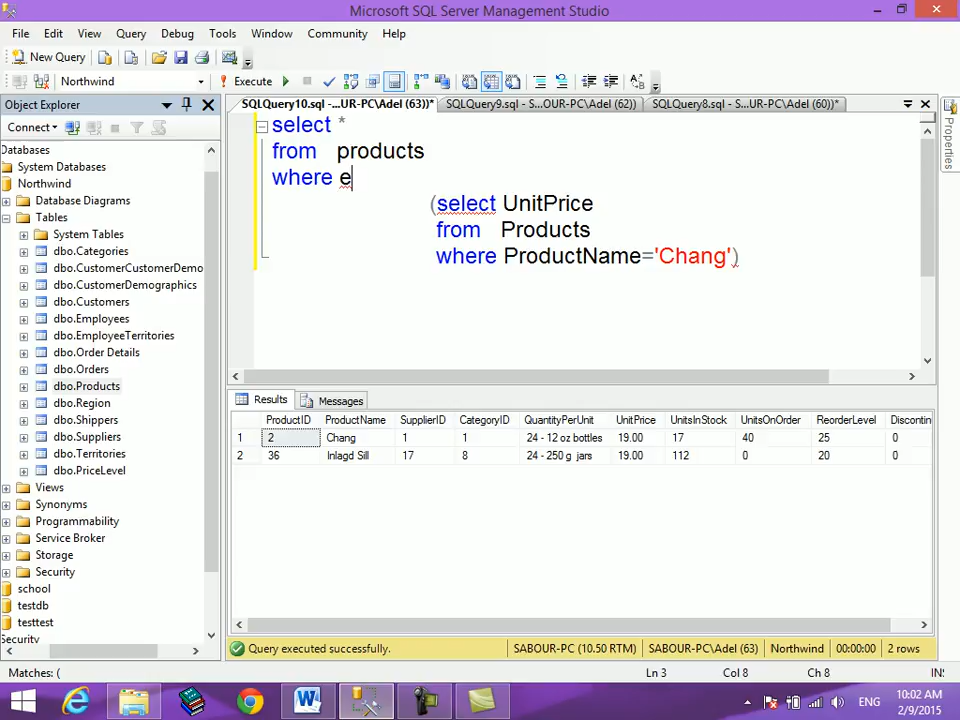 Microsoft SQL Server Management Studio
File Edit View Query Debug Tools Window Community Help
New Query
Northwind Execute
Object Explorer
SQLQuery10.sql -...UR-PC\Adel (63))* SQLQuery9.sql - S...OUR-PC\Adel (62)) SQLQuery8.sql - S...OUR-PC\Adel (60))*
Properties
Connect
Databases
System Databases
Northwind
Database Diagrams
Tables
System Tables
dbo.Categories
dbo.CustomerCustomerDemo
dbo.CustomerDemographics
dbo.Customers
dbo.Employees
dbo.EmployeeTerritories
dbo.Order Details
dbo.Orders
dbo.Products
dbo.Region
dbo.Shippers
dbo.Suppliers
dbo.Territories
dbo.PriceLevel
Views
Synonyms
Programmability
Service Broker
Storage
Security
school
testdb
testtest
Security
select *
from products
where e
(select UnitPrice
from Products
where ProductName='Chang')
Results Messages
ProductID ProductName SupplierID CategoryID QuantityPerUnit UnitPrice UnitsInStock UnitsOnOrder ReorderLevel Discontin
1 2 Chang 1 1 24 - 12 oz bottles 19.00 17 40 25 0
2 36 Inlagd Sill 17 8 24 - 250 g jars 19.00 112 0 20 0
Query executed successfully. SABOUR-PC (10.50 RTM) SABOUR-PC\Adel (63) Northwind 00:00:00 2 rows
Matches: ( Ln 3 Col 8 Ch 8 INS
ENG
10:02 AM
2/9/2015